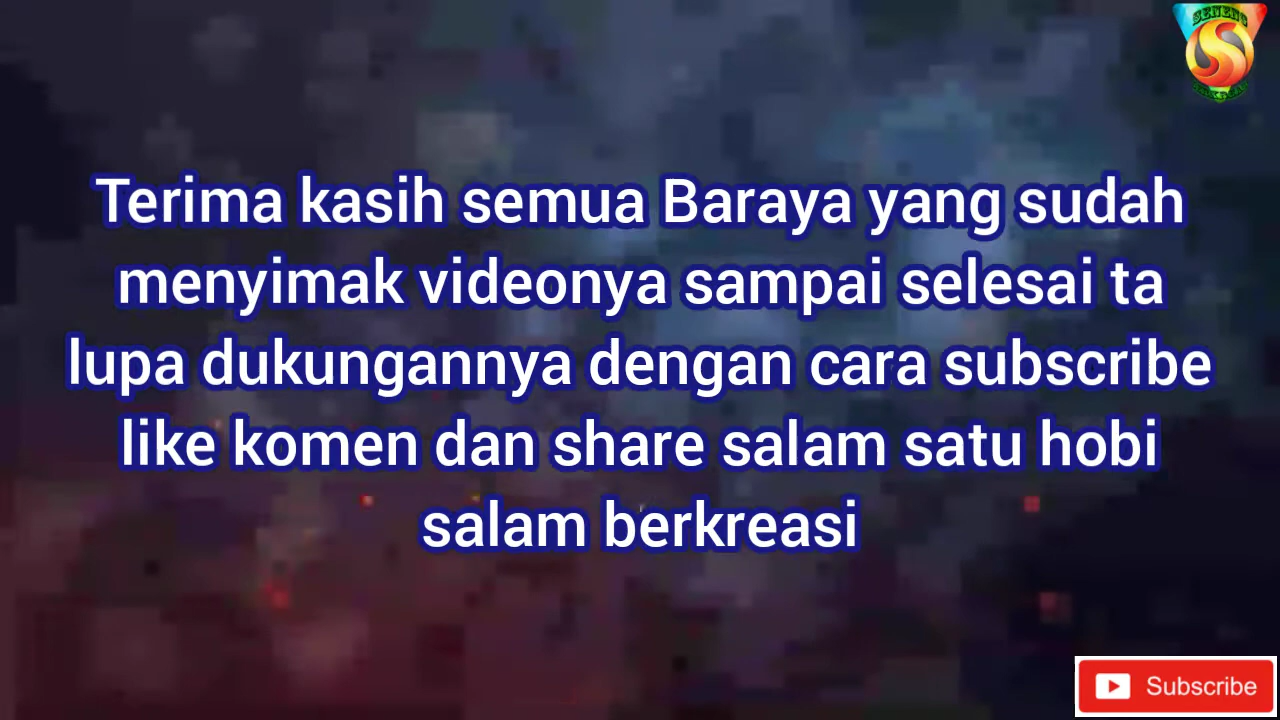 SENENG
Terima kasih semua Baraya yang sudah
menyimak videonya sampai selesai ta
lupa dukungannya dengan cara subscribe
like komen dan share salam satu hobi
salam berkreasi
Subscribe